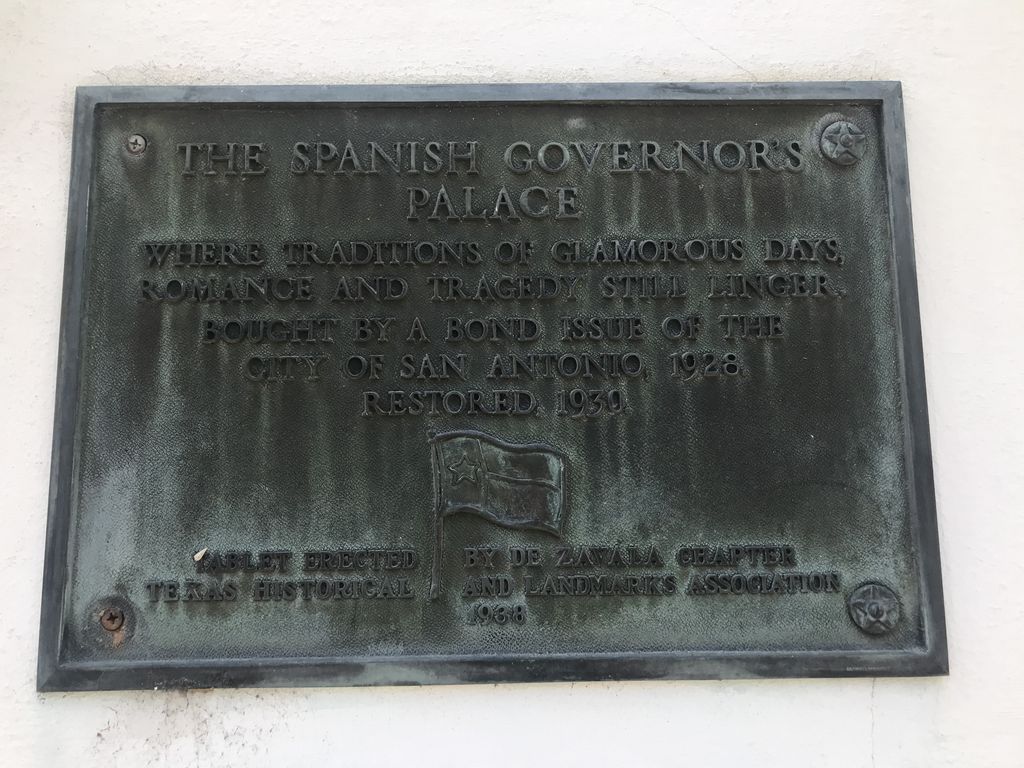 THE SPANISH GOVERNOR'S
PALACE
WHERE TRADITIONS OF GLAMOROUS DAYS,
ROMANCE AND TRAGEDY STILL LINGER.
BOUGHT BY A BOND ISSUE OF THE
CITY OF SAN ANTONIO, 1928.
RESTORED, 1930.
TABLET ERECTED BY DE ZAVALA CHAPTER
TEXAS HISTORICAL AND LANDMARKS ASSOCIATION
1938